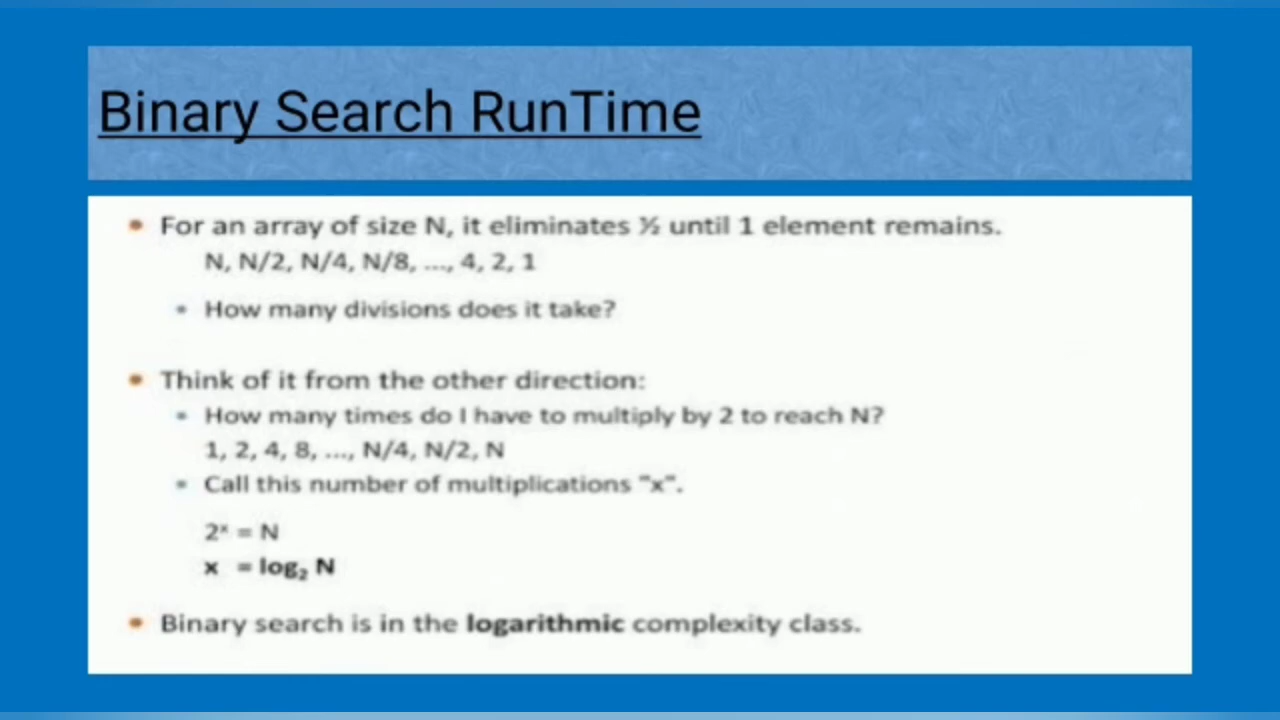 Binary Search RunTime
• For an array of size N, it eliminates ½ until 1 element remains.
N, N/2, N/4, N/8, ..., 4, 2, 1
• How many divisions does it take?
• Think of it from the other direction:
• How many times do I have to multiply by 2 to reach N?
1, 2, 4, 8, ..., N/4, N/2, N
• Call this number of multiplications "x".
2ˣ = N
x = log₂ N
• Binary search is in the logarithmic complexity class.